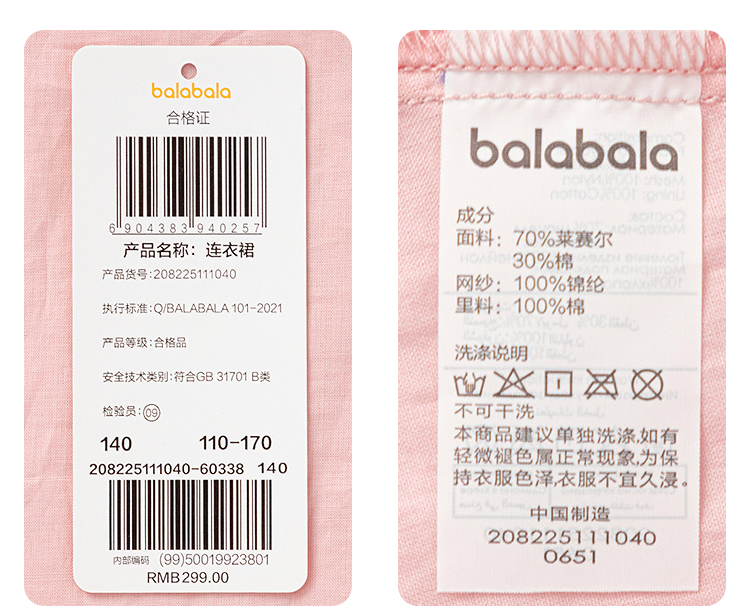 balabala
合格证
6 904383 940257
产品名称：连衣裙
产品货号:208225111040
执行标准:Q/BALABALA 101-2021
产品等级:合格品
安全技术类别:符合GB 31701 B类
检验员:09
140 110-170
208225111040-60338 140
内部编码 (99)50019923801
RMB299.00
balabala
成分
面料：70%莱赛尔
30%棉
网纱：100%锦纶
里料：100%棉
洗涤说明
不可干洗
本商品建议单独洗涤,如有
轻微褪色属正常现象,为保
持衣服色泽,衣服不宜久浸。
中国制造
208225111040
0651